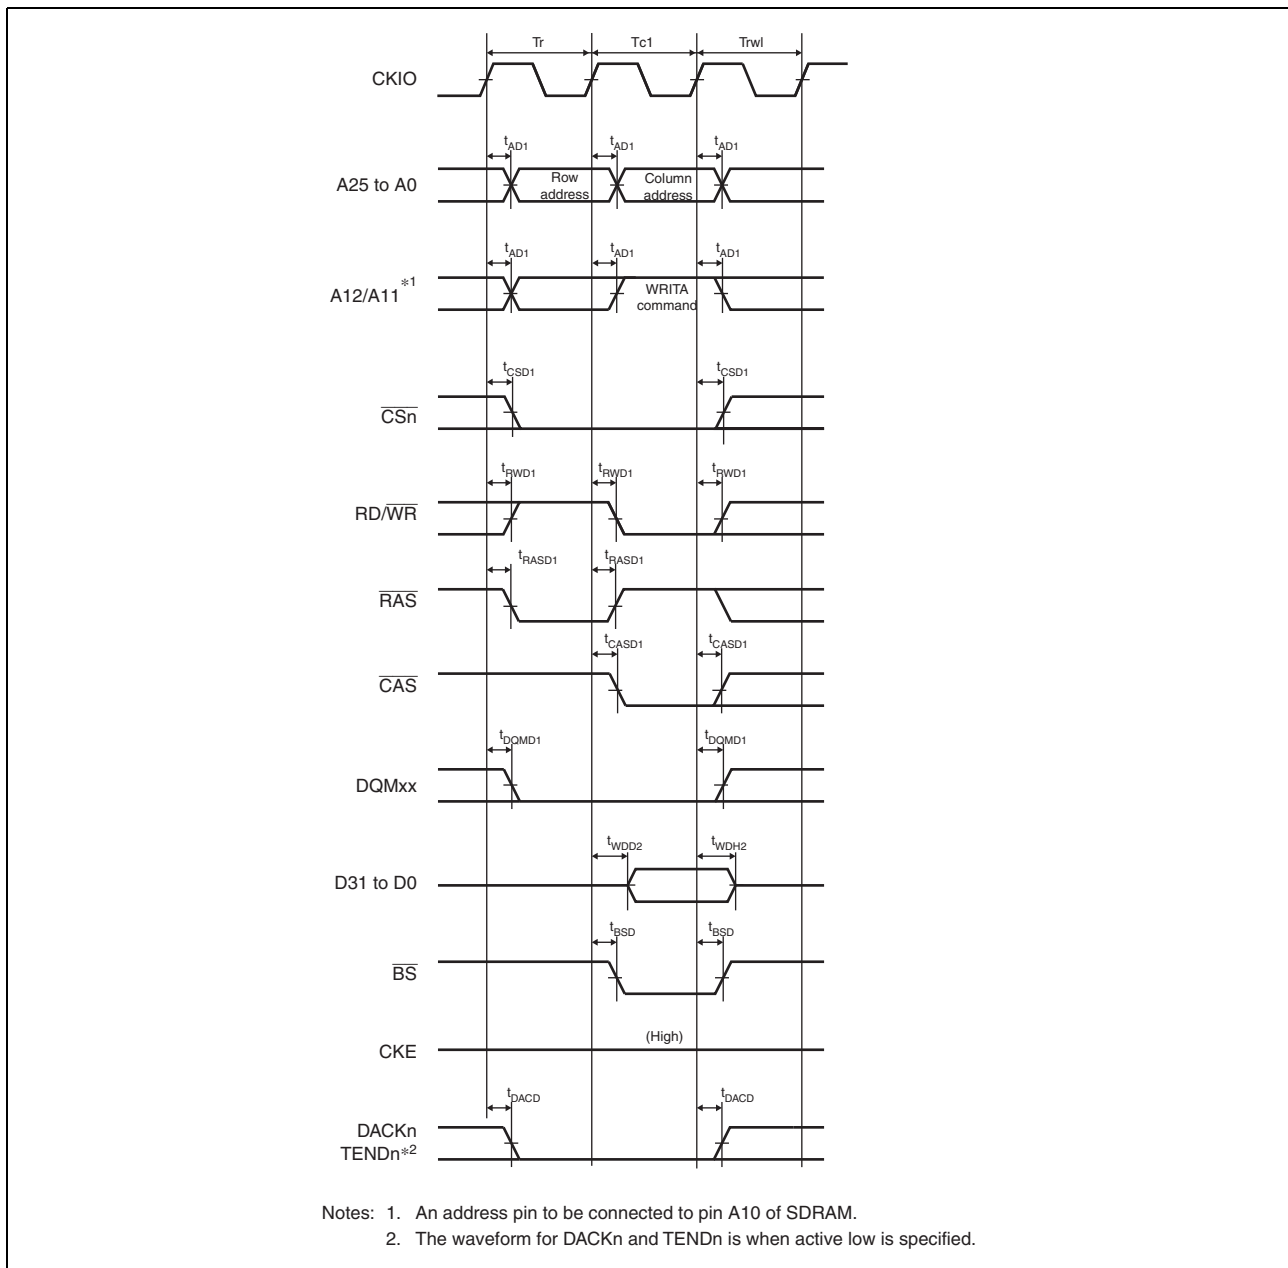 Tr Tc1 Trwl
CKIO
tAD1 tAD1 tAD1
A25 to A0
Row address
Column address
tAD1 tAD1 tAD1
A12/A11*1
WRITA command
tCSD1 tCSD1
CSn
tRWD1 tRWD1 tRWD1
RD/WR
tRASD1 tRASD1
RAS
tCASD1 tCASD1
CAS
tDQMD1 tDQMD1
DQMxx
tWDD2 tWDH2
D31 to D0
tBSD tBSD
BS
(High)
CKE
tDACD tDACD
DACKn
TENDn*2
Notes: 1. An address pin to be connected to pin A10 of SDRAM.
2. The waveform for DACKn and TENDn is when active low is specified.